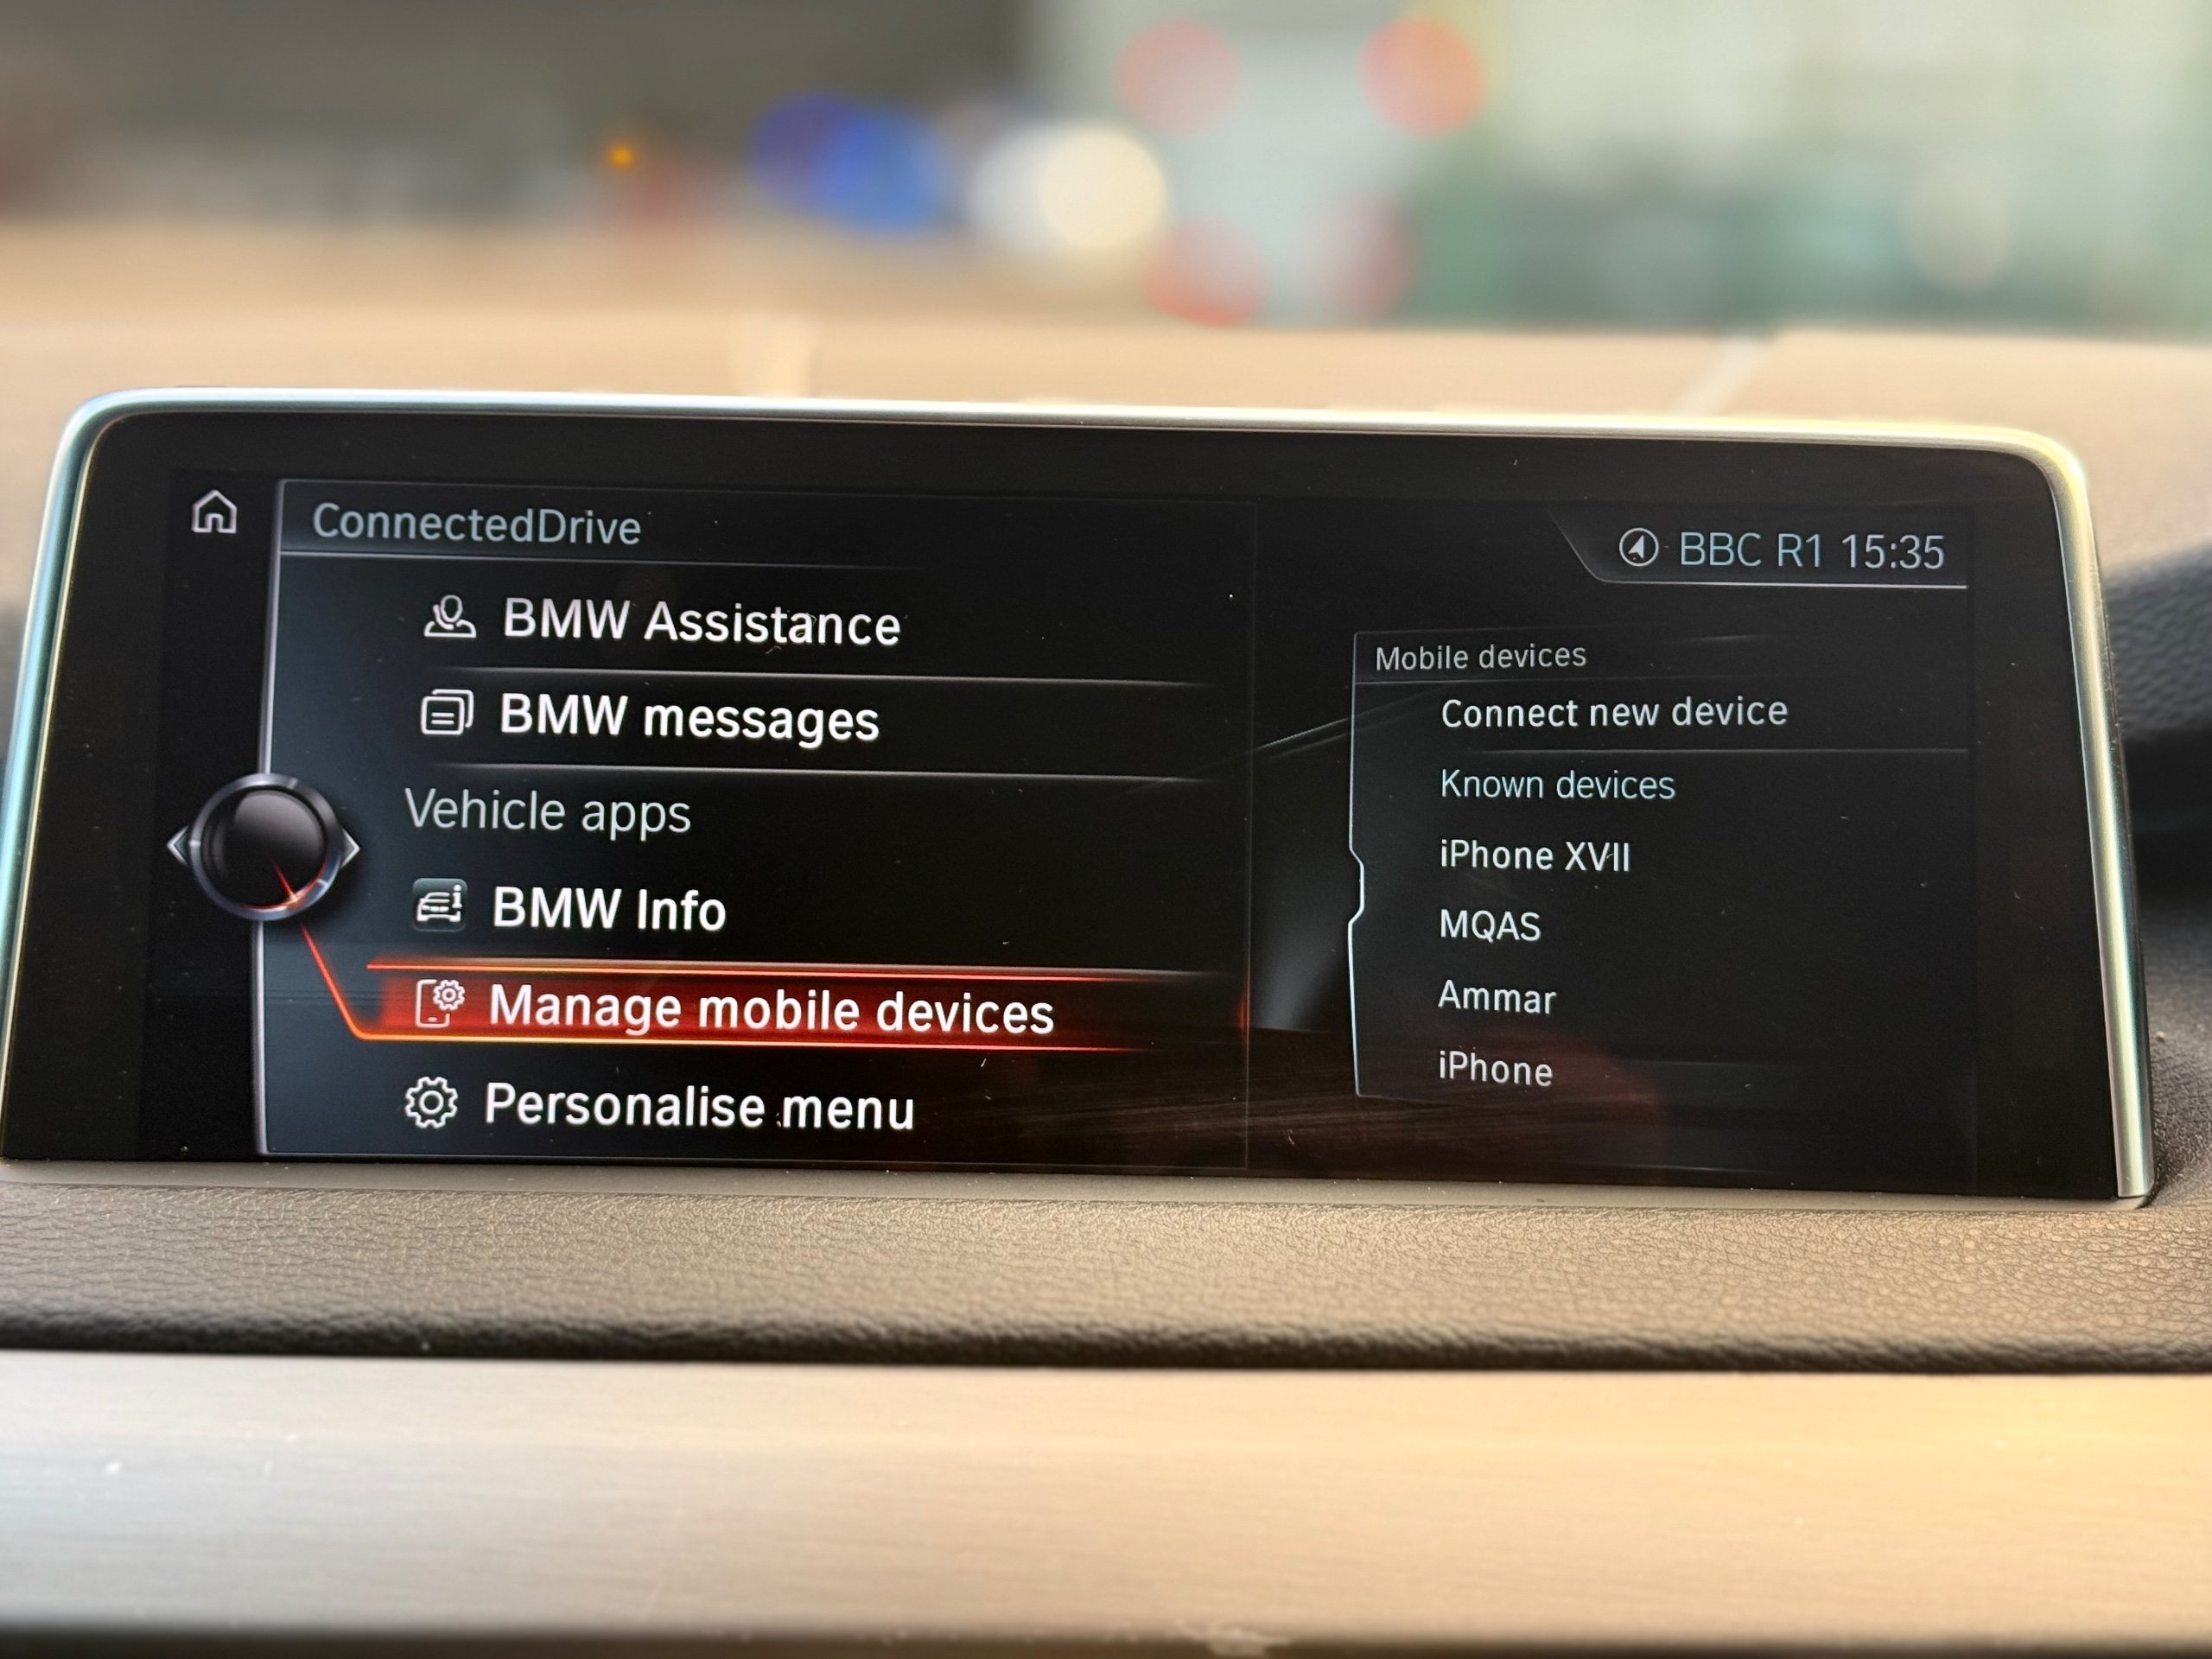 ConnectedDrive
BBC R1 15:35
BMW Assistance
BMW messages
Vehicle apps
BMW Info
Manage mobile devices
Personalise menu
Mobile devices
Connect new device
Known devices
iPhone XVII
MQAS
Ammar
iPhone